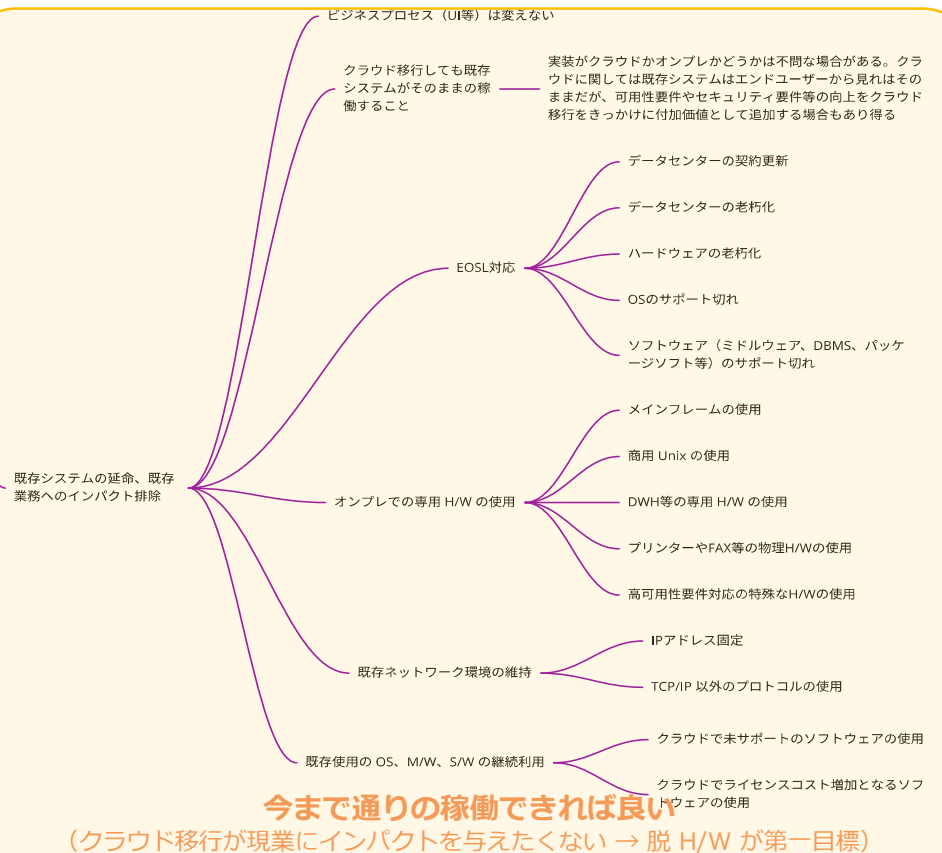 ビジネスプロセス（UI等）は変えない
クラウド移行しても既存
システムがそのままの稼
働すること
実装がクラウドかオンプレかどうかは不問な場合がある。クラ
ウドに関しては既存システムはエンドユーザーから見れはその
ままだが、可用性要件やセキュリティ要件等の向上をクラウド
移行をきっかけに付加価値として追加する場合もあり得る
EOSL対応
データセンターの契約更新
データセンターの老朽化
ハードウェアの老朽化
OSのサポート切れ
ソフトウェア（ミドルウェア、DBMS、パッケ
ージソフト等）のサポート切れ
既存システムの延命、既存
業務へのインパクト排除
オンプレでの専用 H/W の使用
メインフレームの使用
商用 Unix の使用
DWH等の専用 H/W の使用
プリンターやFAX等の物理H/Wの使用
高可用性要件対応の特殊なH/Wの使用
既存ネットワーク環境の維持
IPアドレス固定
TCP/IP 以外のプロトコルの使用
既存使用の OS、M/W、S/W の継続利用
クラウドで未サポートのソフトウェアの使用
クラウドでライセンスコスト増加となるソフ
トウェアの使用
今まで通りの稼働できれば良い
（クラウド移行が現業にインパクトを与えたくない → 脱 H/W が第一目標）